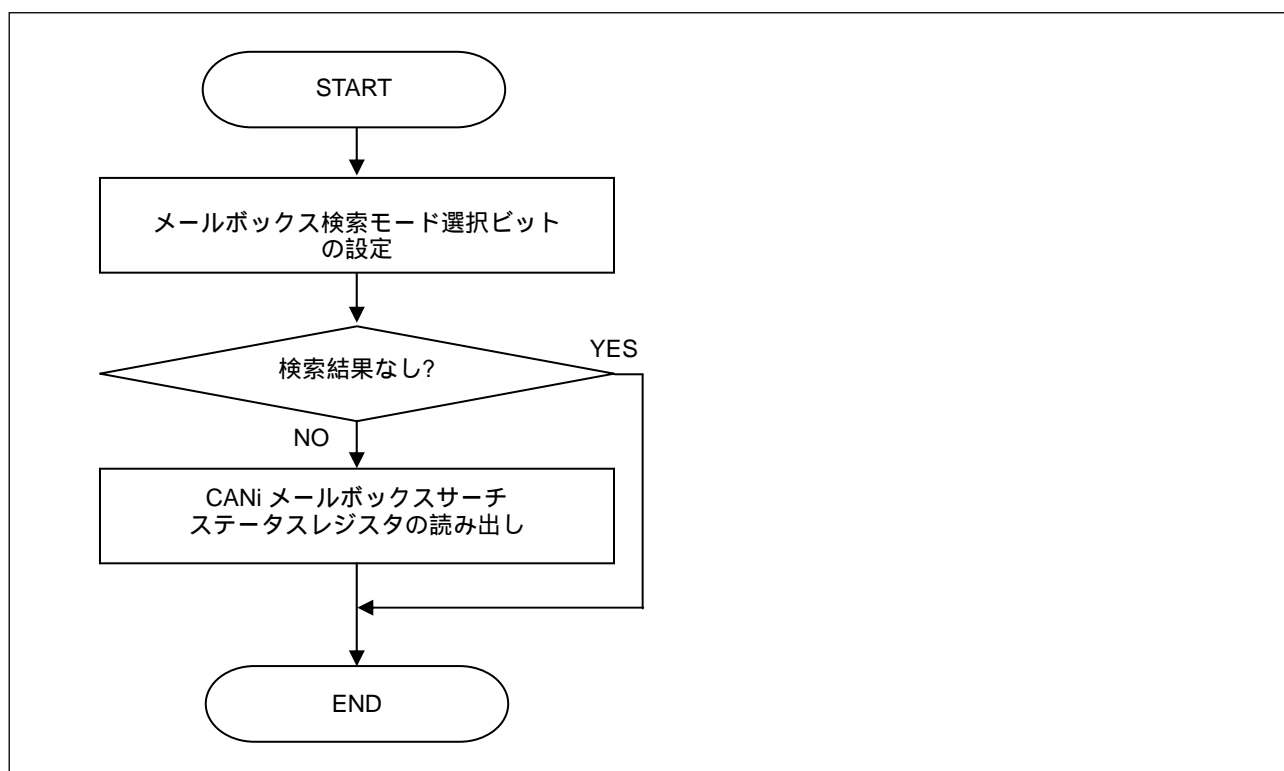 START
メールボックス検索モード選択ビット
の設定
検索結果なし?
YES
NO
CANi メールボックスサーチ
ステータスレジスタの読み出し
END